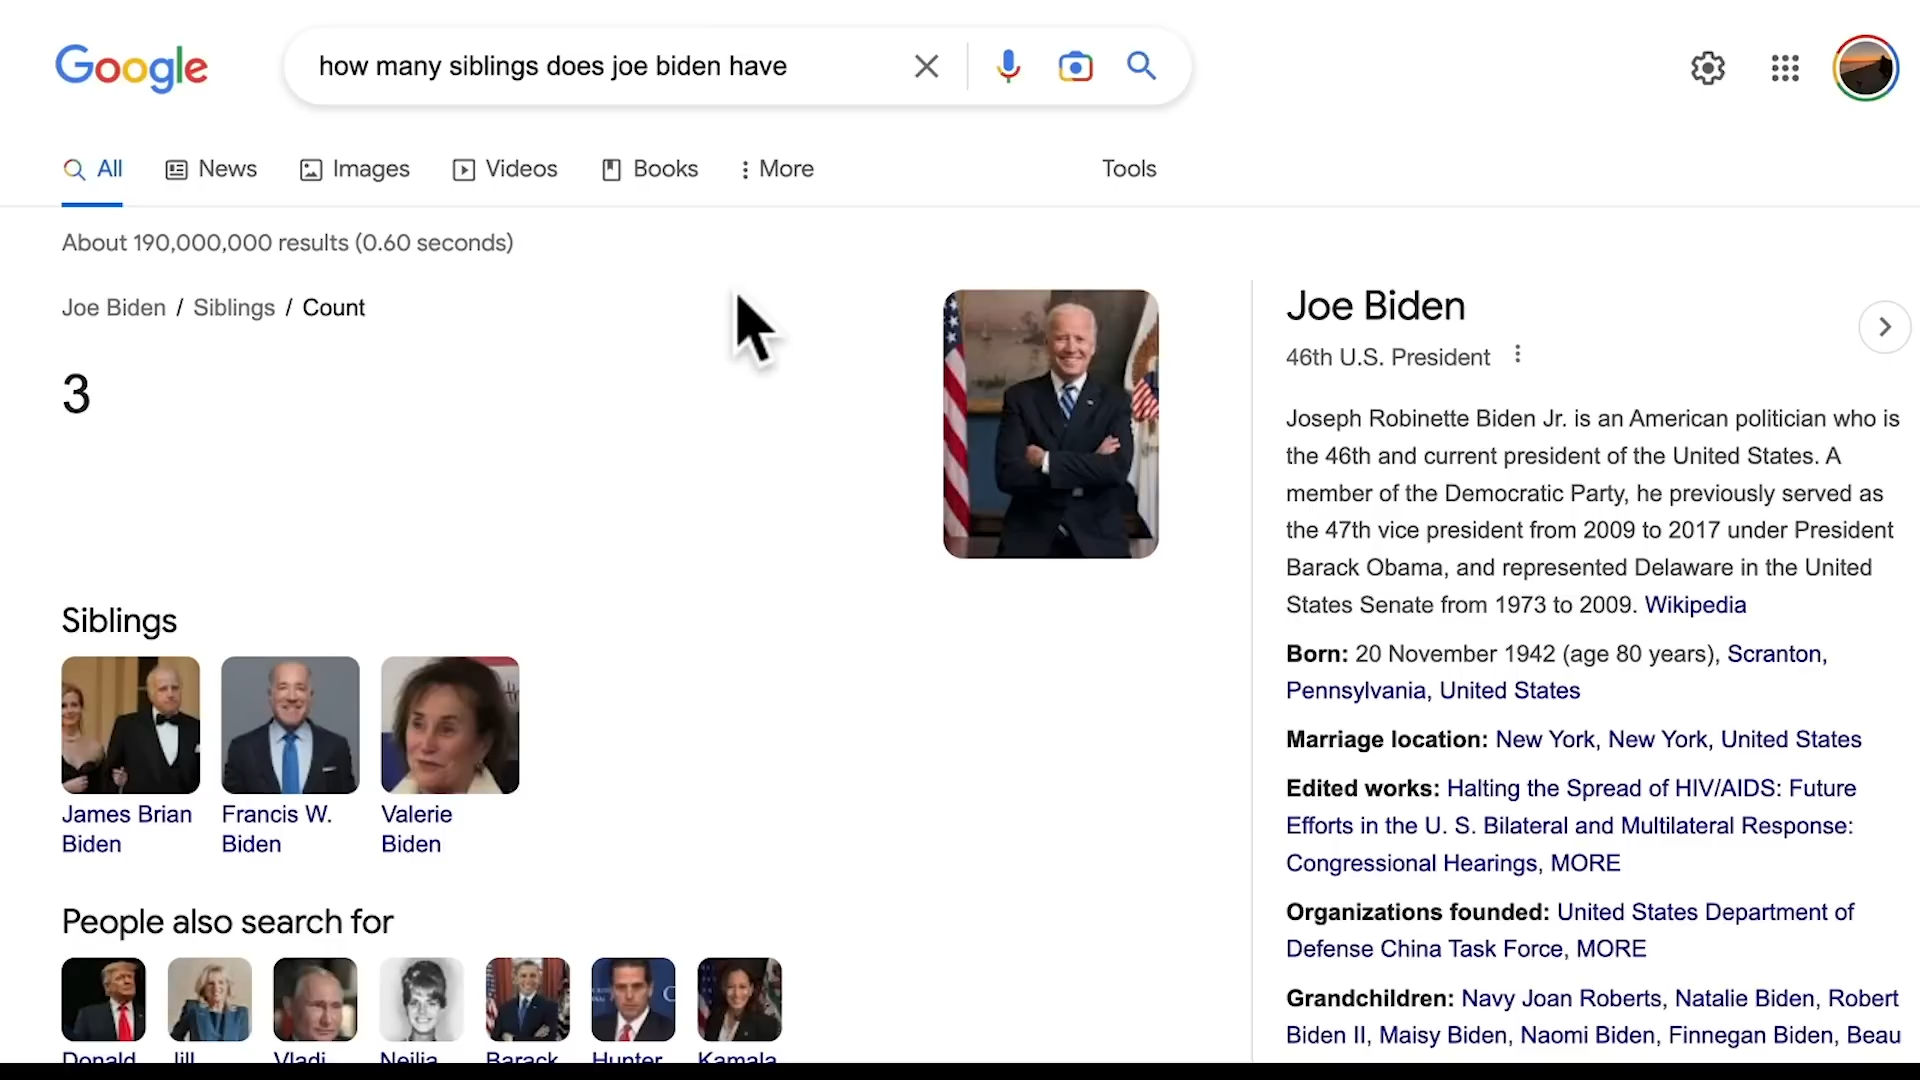 Google
how many siblings does joe biden have
All
News
Images
Videos
Books
More
Tools
About 190,000,000 results (0.60 seconds)
Joe Biden / Siblings / Count
3
Siblings
James Brian
Biden
Francis W.
Biden
Valerie
Biden
People also search for
Donald
Jill
Vladi
Neilia
Barack
Hunter
Kamala
Joe Biden
46th U.S. President
Joseph Robinette Biden Jr. is an American politician who is
the 46th and current president of the United States. A
member of the Democratic Party, he previously served as
the 47th vice president from 2009 to 2017 under President
Barack Obama, and represented Delaware in the United
States Senate from 1973 to 2009. Wikipedia
Born: 20 November 1942 (age 80 years), Scranton,
Pennsylvania, United States
Marriage location: New York, New York, United States
Edited works: Halting the Spread of HIV/AIDS: Future
Efforts in the U. S. Bilateral and Multilateral Response:
Congressional Hearings, MORE
Organizations founded: United States Department of
Defense China Task Force, MORE
Grandchildren: Navy Joan Roberts, Natalie Biden, Robert
Biden II, Maisy Biden, Naomi Biden, Finnegan Biden, Beau